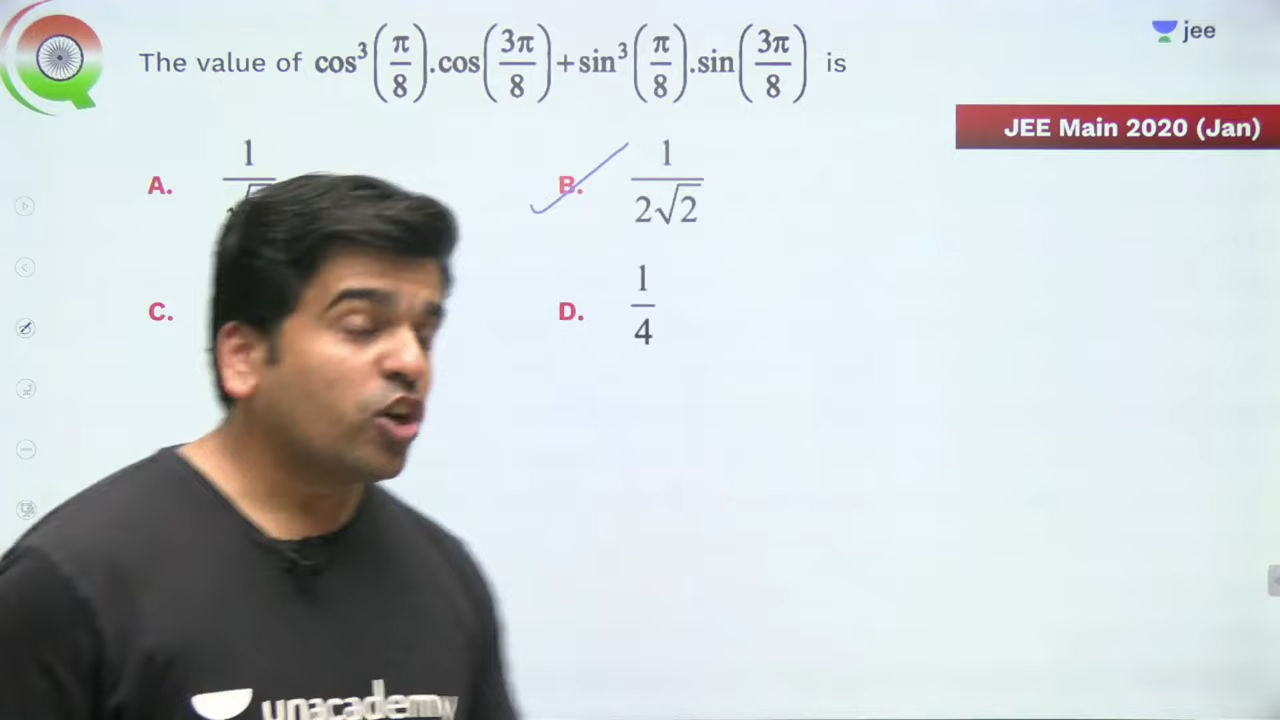 The value of cos³(π/8).cos(3π/8)+sin³(π/8).sin(3π/8) is
jee
JEE Main 2020 (Jan)
A. 1/
B. 1/2√2
C.
D. 1/4
unacademy